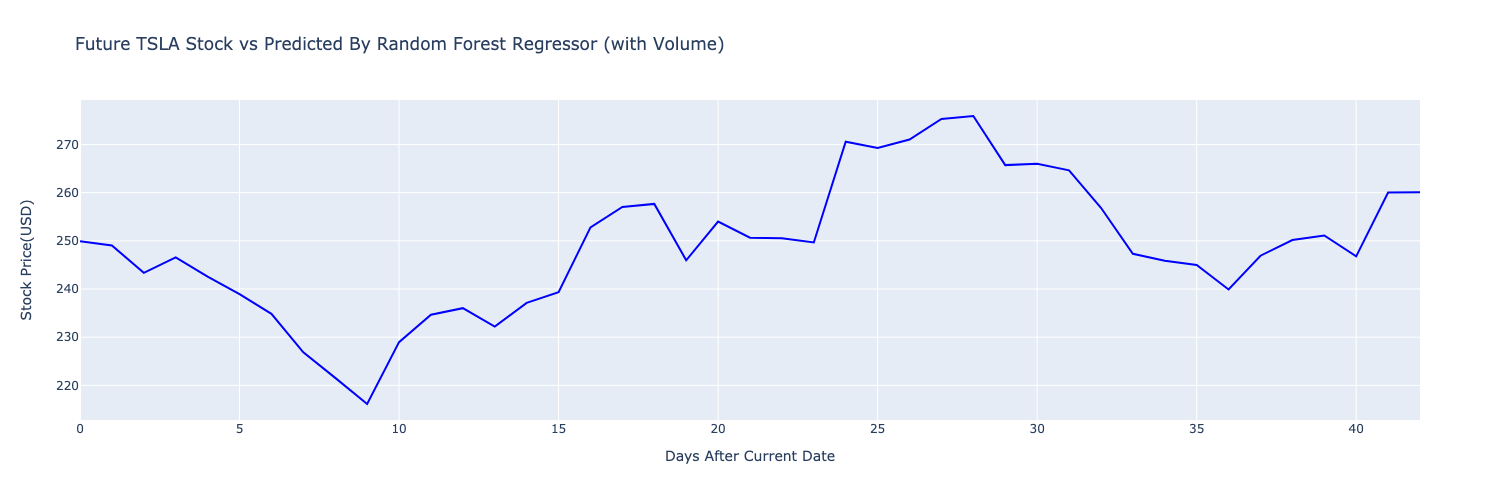 Future TSLA Stock vs Predicted By Random Forest Regressor (with Volume)
Stock Price(USD)
270
260
250
240
230
220
0 5 10 15 20 25 30 35 40
Days After Current Date